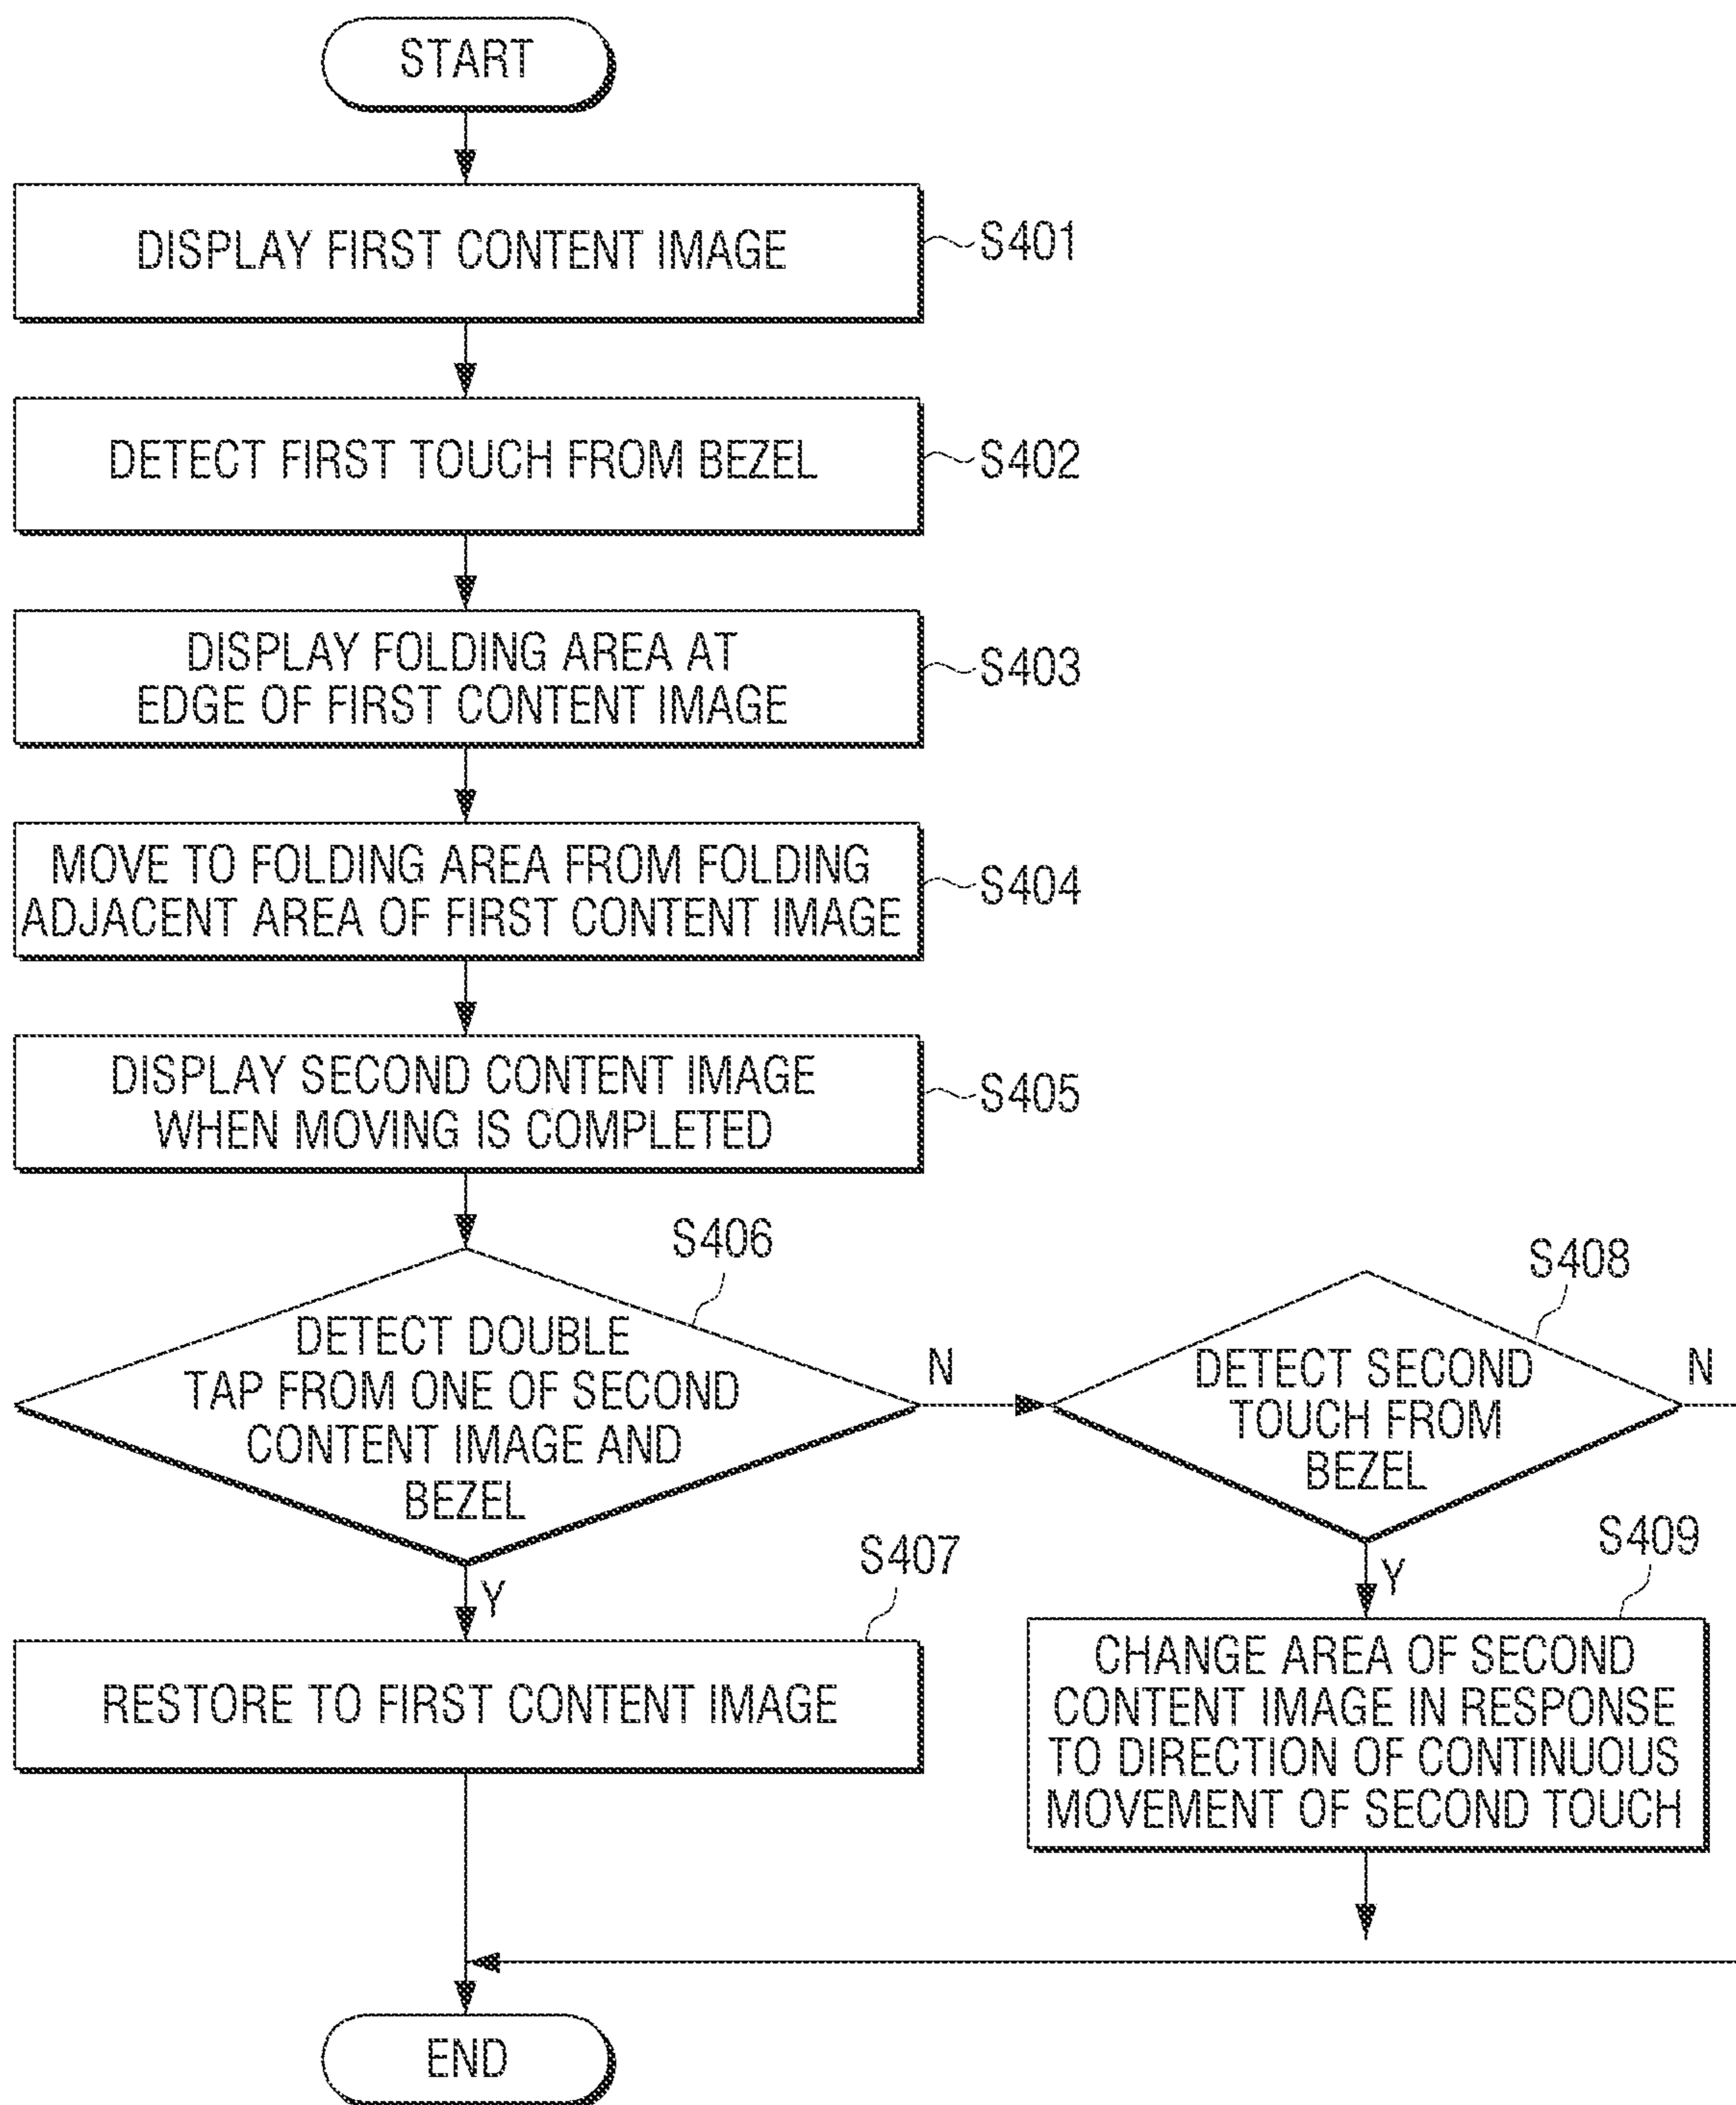 START
DISPLAY FIRST CONTENT IMAGE
S401
DETECT FIRST TOUCH FROM BEZEL
S402
DISPLAY FOLDING AREA AT
EDGE OF FIRST CONTENT IMAGE
S403
MOVE TO FOLDING AREA FROM FOLDING
ADJACENT AREA OF FIRST CONTENT IMAGE
S404
DISPLAY SECOND CONTENT IMAGE
WHEN MOVING IS COMPLETED
S405
S406
DETECT DOUBLE
TAP FROM ONE OF SECOND
CONTENT IMAGE AND
BEZEL
N
Y
S408
DETECT SECOND
TOUCH FROM
BEZEL
N
Y
S407
RESTORE TO FIRST CONTENT IMAGE
S409
CHANGE AREA OF SECOND
CONTENT IMAGE IN RESPONSE
TO DIRECTION OF CONTINUOUS
MOVEMENT OF SECOND TOUCH
END